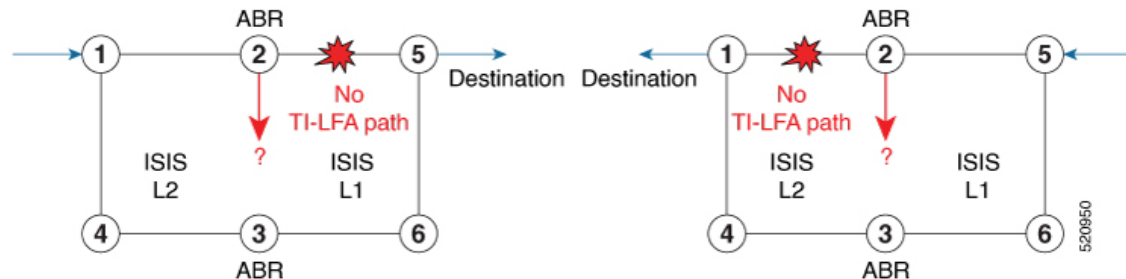 ABR
1
2
5
Destination
No
TI-LFA path
?
ISIS
L2
ISIS
L1
4
3
6
ABR
ABR
1
2
5
Destination
No
TI-LFA path
?
ISIS
L2
ISIS
L1
4
3
6
ABR
520950